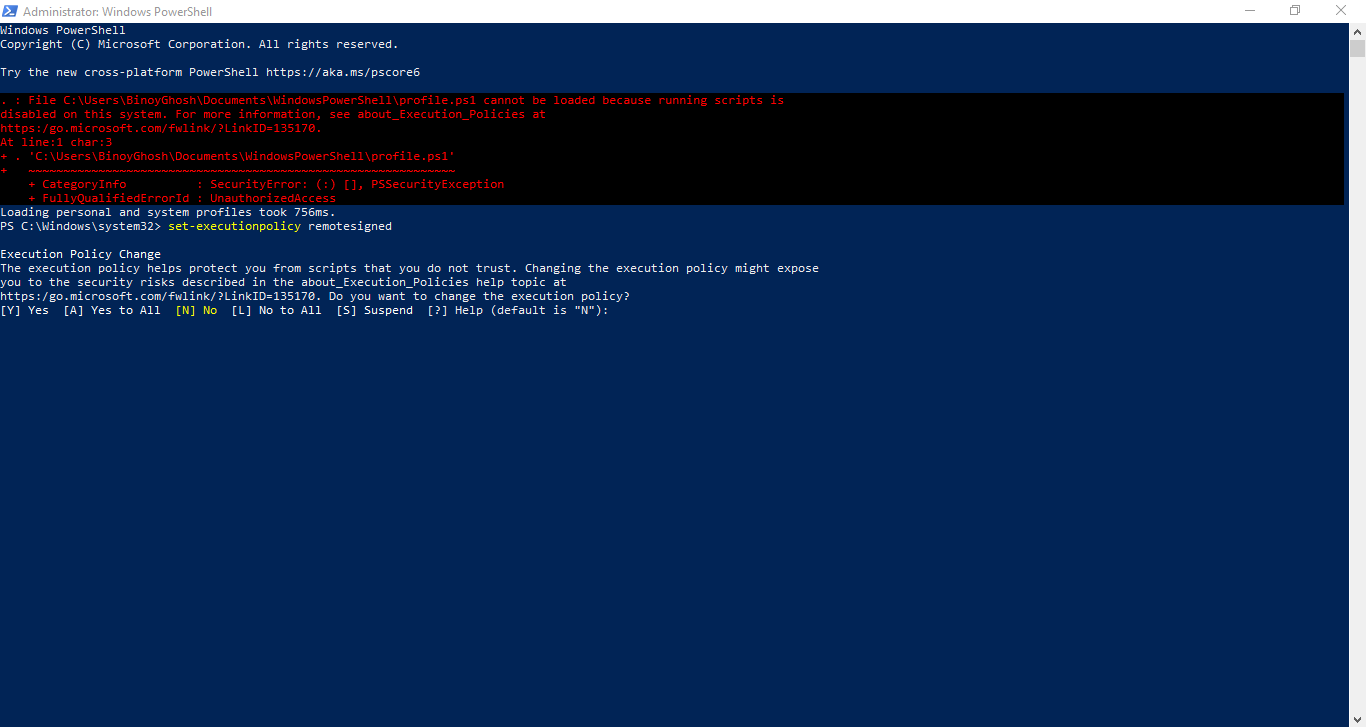 Administrator: Windows PowerShell
Windows PowerShell
Copyright (C) Microsoft Corporation. All rights reserved.
Try the new cross-platform PowerShell https://aka.ms/pscore6
. : File C:\Users\BinoyGhosh\Documents\WindowsPowerShell\profile.ps1 cannot be loaded because running scripts is
disabled on this system. For more information, see about_Execution_Policies at
https:/go.microsoft.com/fwlink/?LinkID=135170.
At line:1 char:3
+ . 'C:\Users\BinoyGhosh\Documents\WindowsPowerShell\profile.ps1'
+   ~~~~~~~~~~~~~~~~~~~~~~~~~~~~~~~~~~~~~~~~~~~~~~~~~~~~~~~~~~~~~
    + CategoryInfo          : SecurityError: (:) [], PSSecurityException
    + FullyQualifiedErrorId : UnauthorizedAccess
Loading personal and system profiles took 756ms.
PS C:\Windows\system32> set-executionpolicy remotesigned
Execution Policy Change
The execution policy helps protect you from scripts that you do not trust. Changing the execution policy might expose
you to the security risks described in the about_Execution_Policies help topic at
https:/go.microsoft.com/fwlink/?LinkID=135170. Do you want to change the execution policy?
[Y] Yes  [A] Yes to All  [N] No  [L] No to All  [S] Suspend  [?] Help (default is "N"):